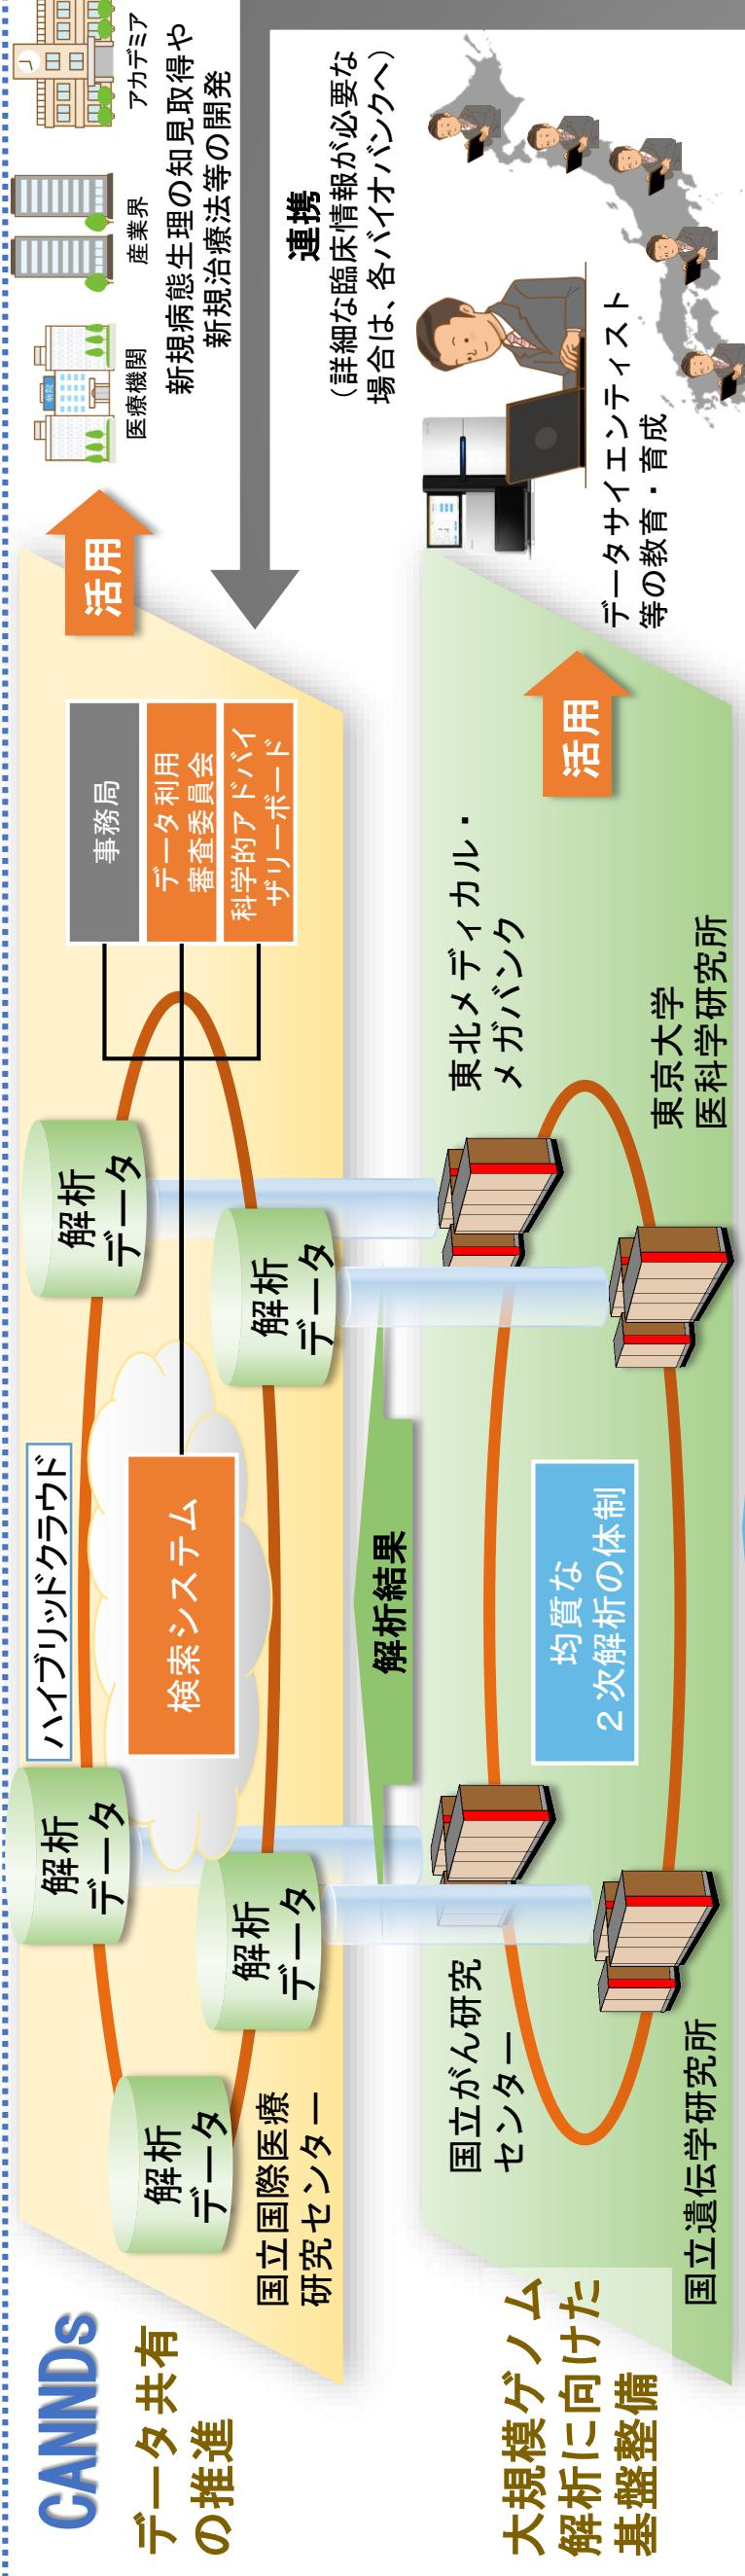 CANNDs
データ共有
の推進
解析
データ
解析
データ
解析
データ
解析
データ
解析
データ
国立国際医療
研究センター
ハイブリッドクラウド
検索システム
事務局
データ利用
審査委員会
科学的アドバイ
ザリーボード
活用
医療機関
病院
産業界
アカデミア
新規病態生理の知見取得や
新規治療法等の開発
連携
（詳細な臨床情報が必要な
場合は、各バイオバンクへ）
解析結果
大規模ゲノム
解析に向けた
基盤整備
国立がん研究
センター
国立遺伝学研究所
均質な
２次解析の体制
東北メディカル・
メガバンク
東京大学
医科学研究所
活用
データサイエンティスト
等の教育・育成